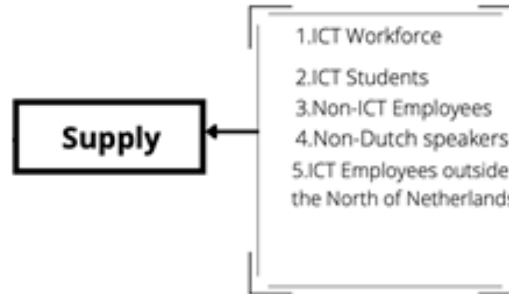 Supply
1.ICT Workforce
2.ICT Students
3.Non-ICT Employees
4.Non-Dutch speakers
5.ICT Employees outside
the North of Netherlands